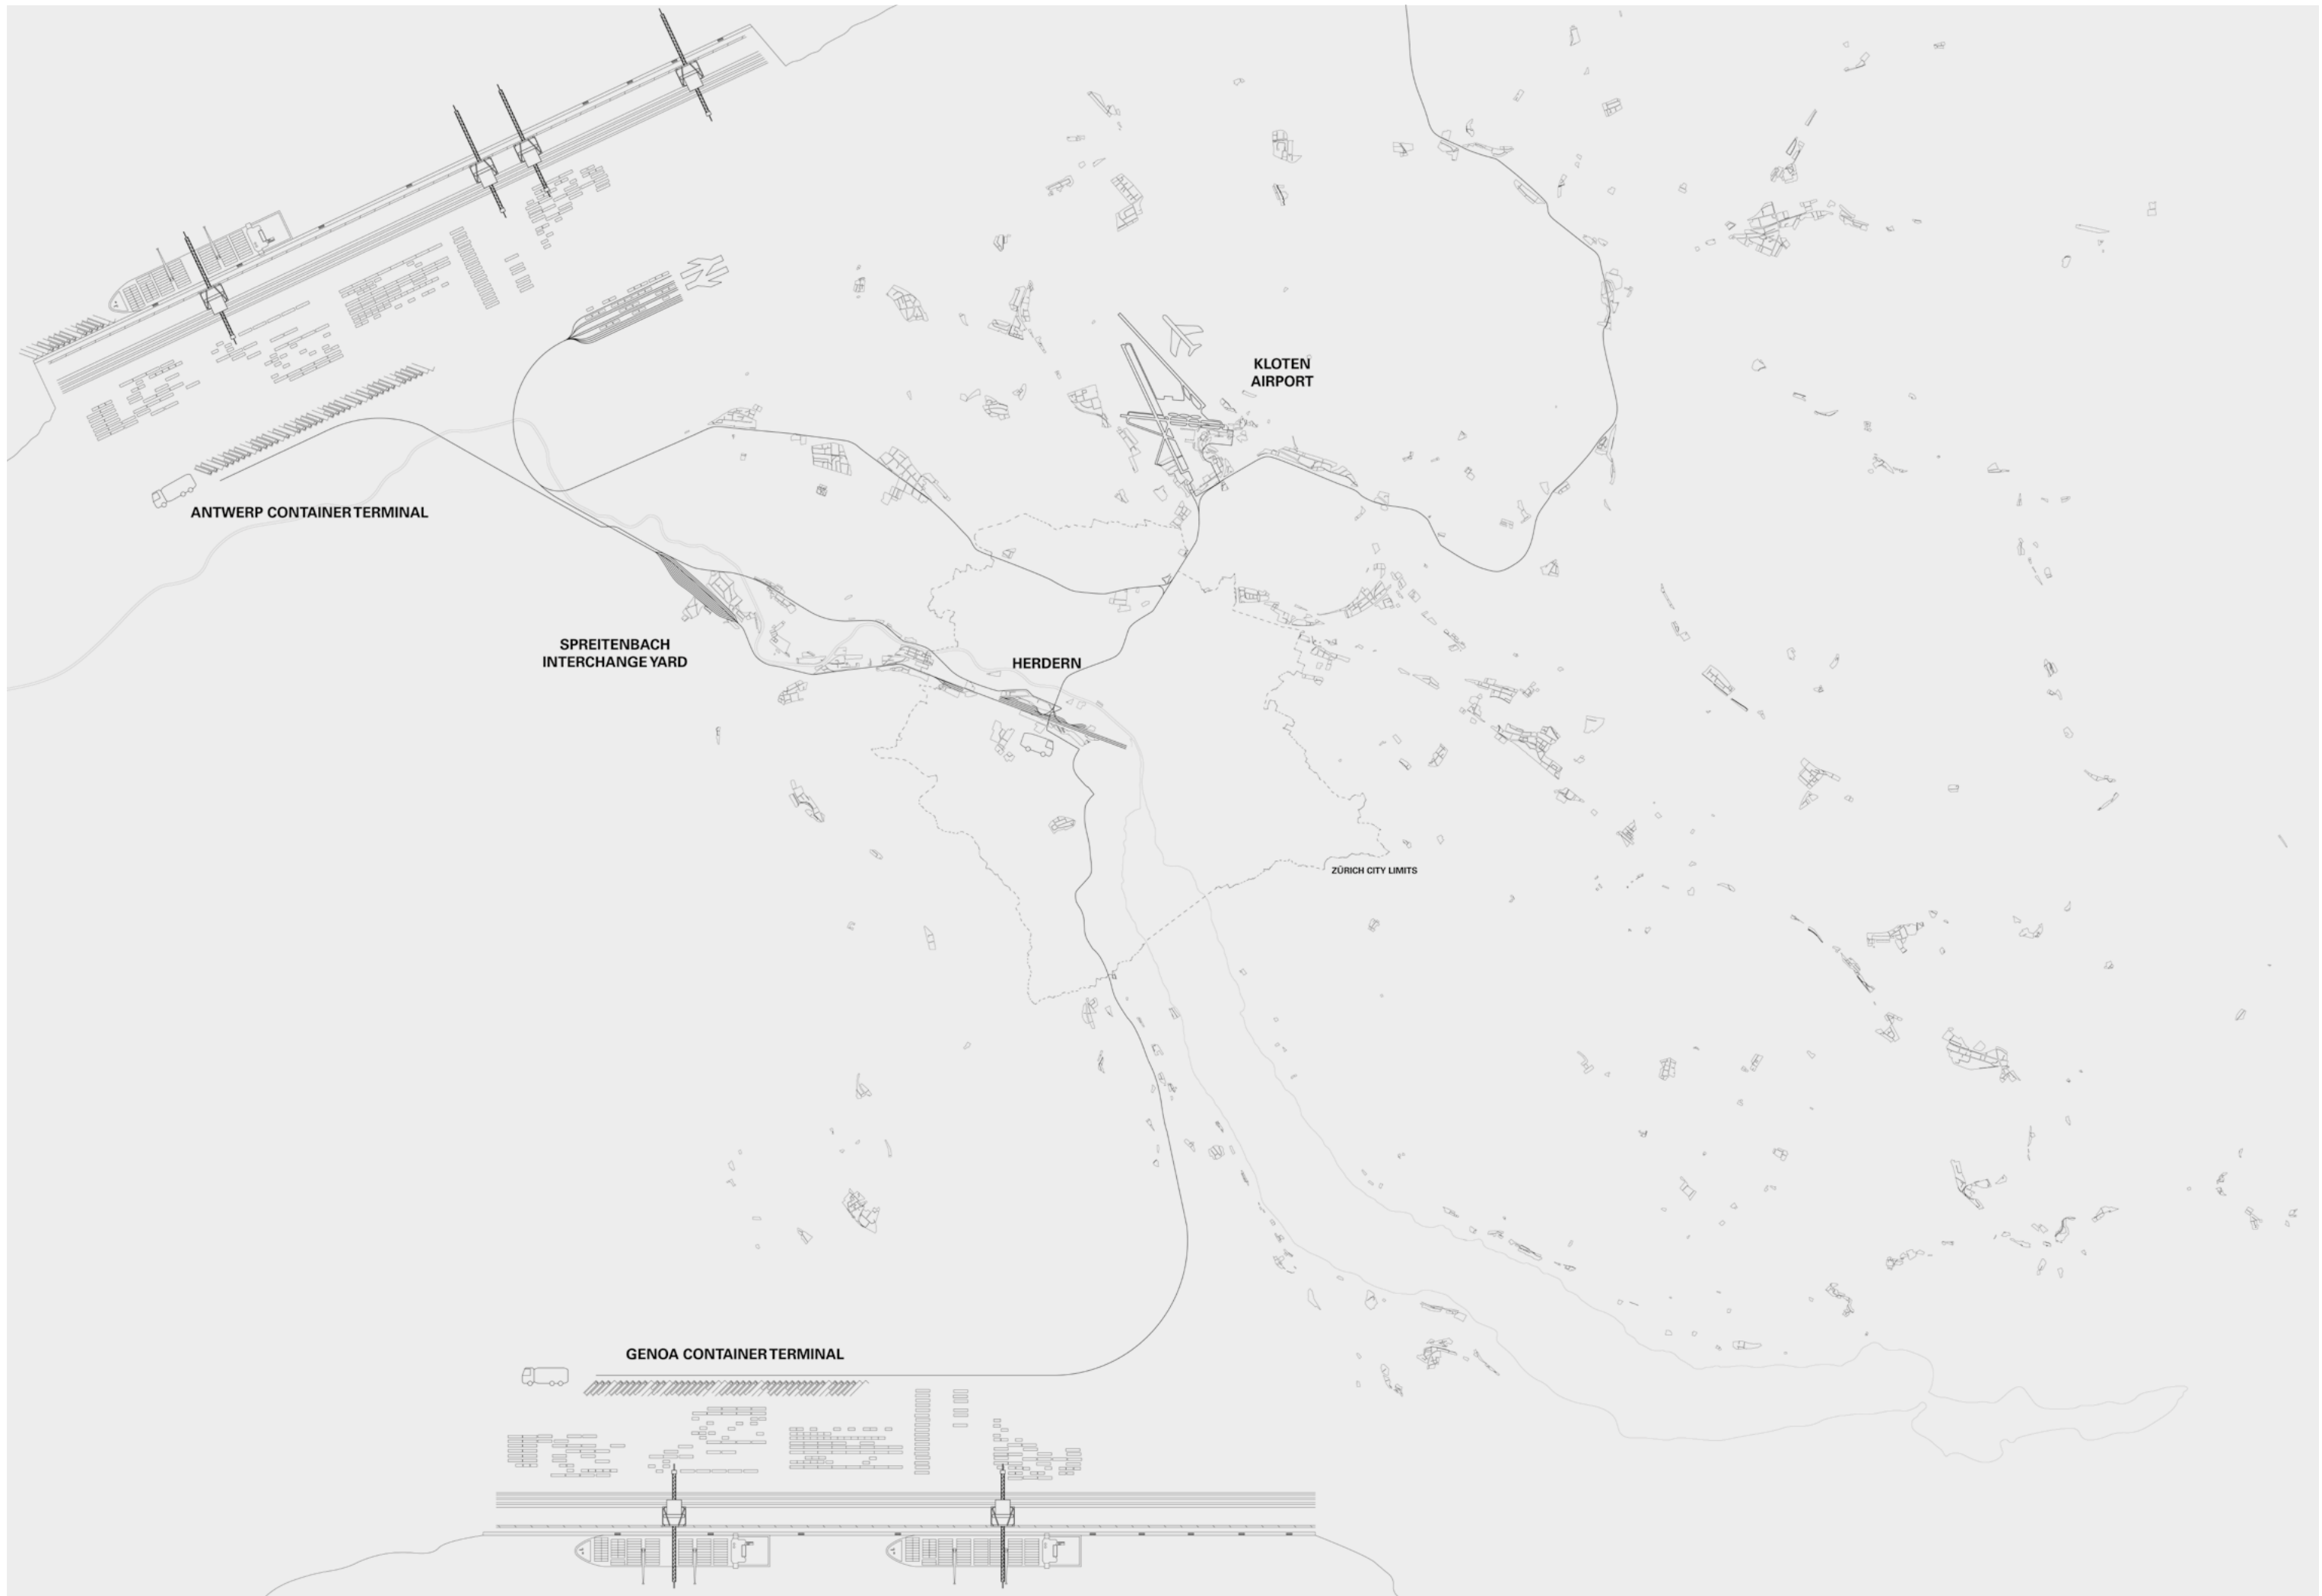 KLOTEN
AIRPORT
ANTWERP CONTAINER TERMINAL
SPREITENBACH
INTERCHANGE YARD
HERDERN
ZÜRICH CITY LIMITS
GENOA CONTAINER TERMINAL